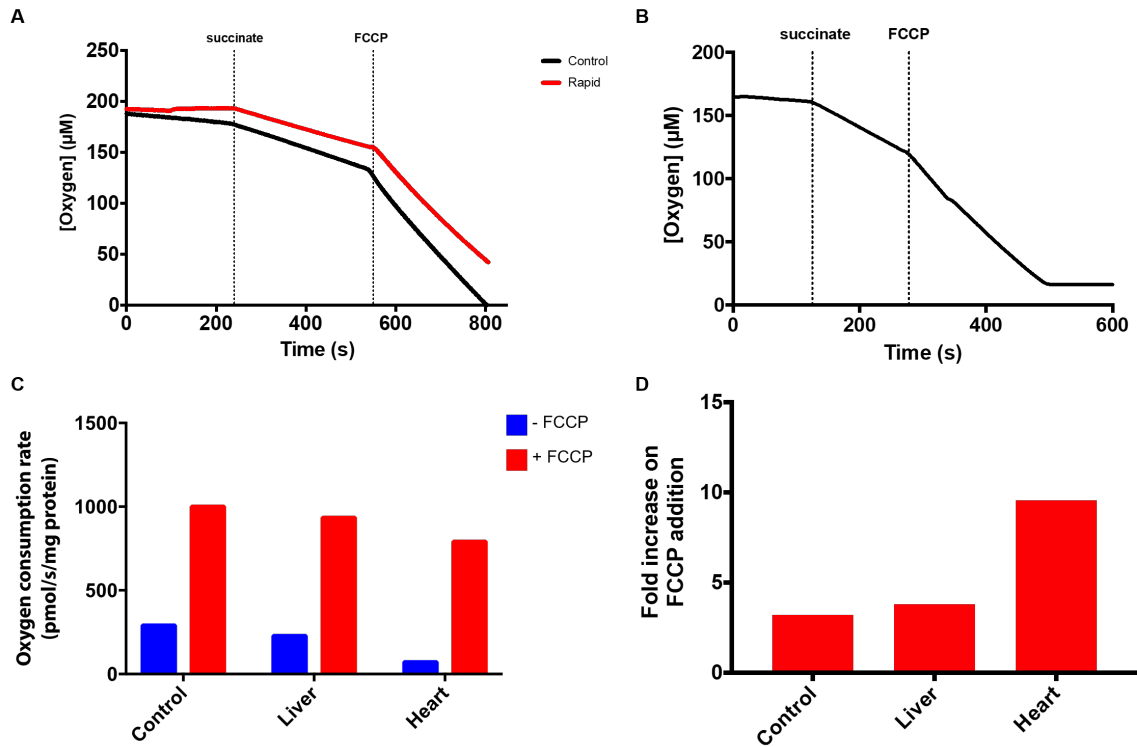 A
succinate
FCCP
250
200
150
100
50
0
[Oxygen] (µM)
0
200
400
600
800
Time (s)
Control
Rapid
B
succinate
FCCP
200
150
100
50
0
[Oxygen] (µM)
0
200
400
600
Time (s)
C
1500
1000
500
0
Oxygen consumption rate
(pmol/s/mg protein)
Control
Liver
Heart
- FCCP
+ FCCP
D
15
10
5
0
Fold increase on
FCCP addition
Control
Liver
Heart